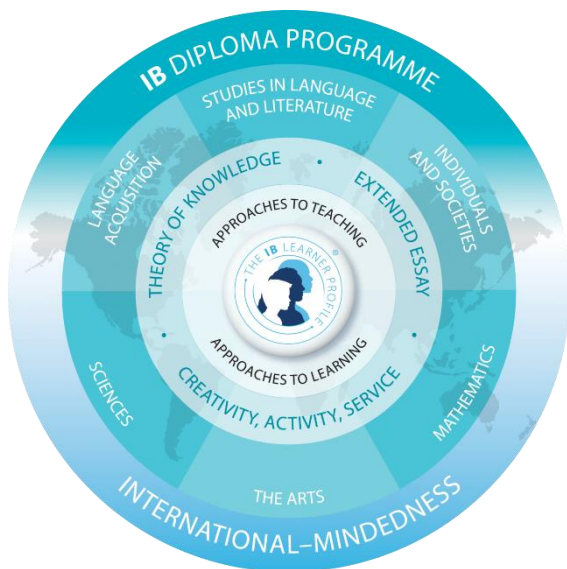 IB DIPLOMA PROGRAMME
STUDIES IN LANGUAGE
AND LITERATURE
LANGUAGE
ACQUISITION
INDIVIDUALS
AND SOCIETIES
THEORY OF KNOWLEDGE
•
EXTENDED ESSAY
•
APPROACHES TO TEACHING
THE IB LEARNER PROFILE ®
APPROACHES TO LEARNING
•
CREATIVITY, ACTIVITY, SERVICE
SCIENCES
MATHEMATICS
THE ARTS
INTERNATIONAL–MINDEDNESS